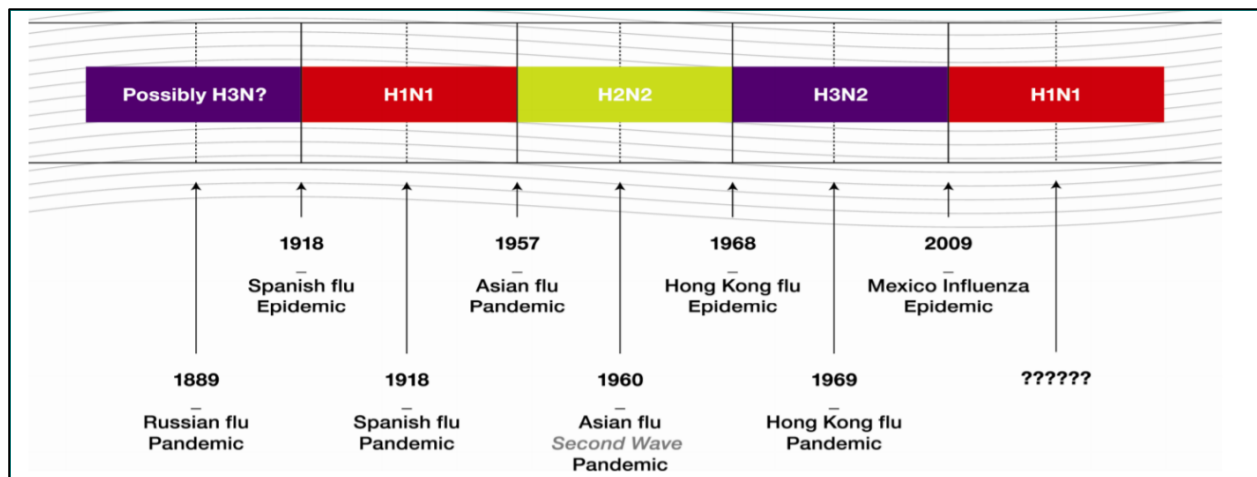 Possibly H3N?
H1N1
H2N2
H3N2
H1N1
1918
–
Spanish flu
Epidemic
1957
–
Asian flu
Pandemic
1968
–
Hong Kong flu
Epidemic
2009
–
Mexico Influenza
Epidemic
1889
–
Russian flu
Pandemic
1918
–
Spanish flu
Pandemic
1960
–
Asian flu
Second Wave
Pandemic
1969
–
Hong Kong flu
Pandemic
??????